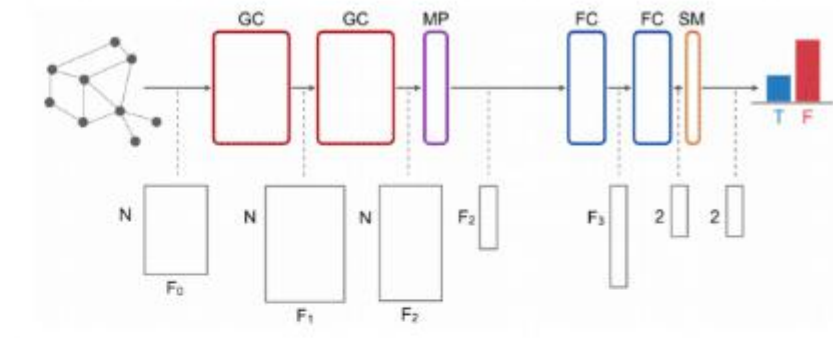 GC GC MP FC FC SM
T F
N N N F₂ F₃ 2 2
F₀
F₁ F₂